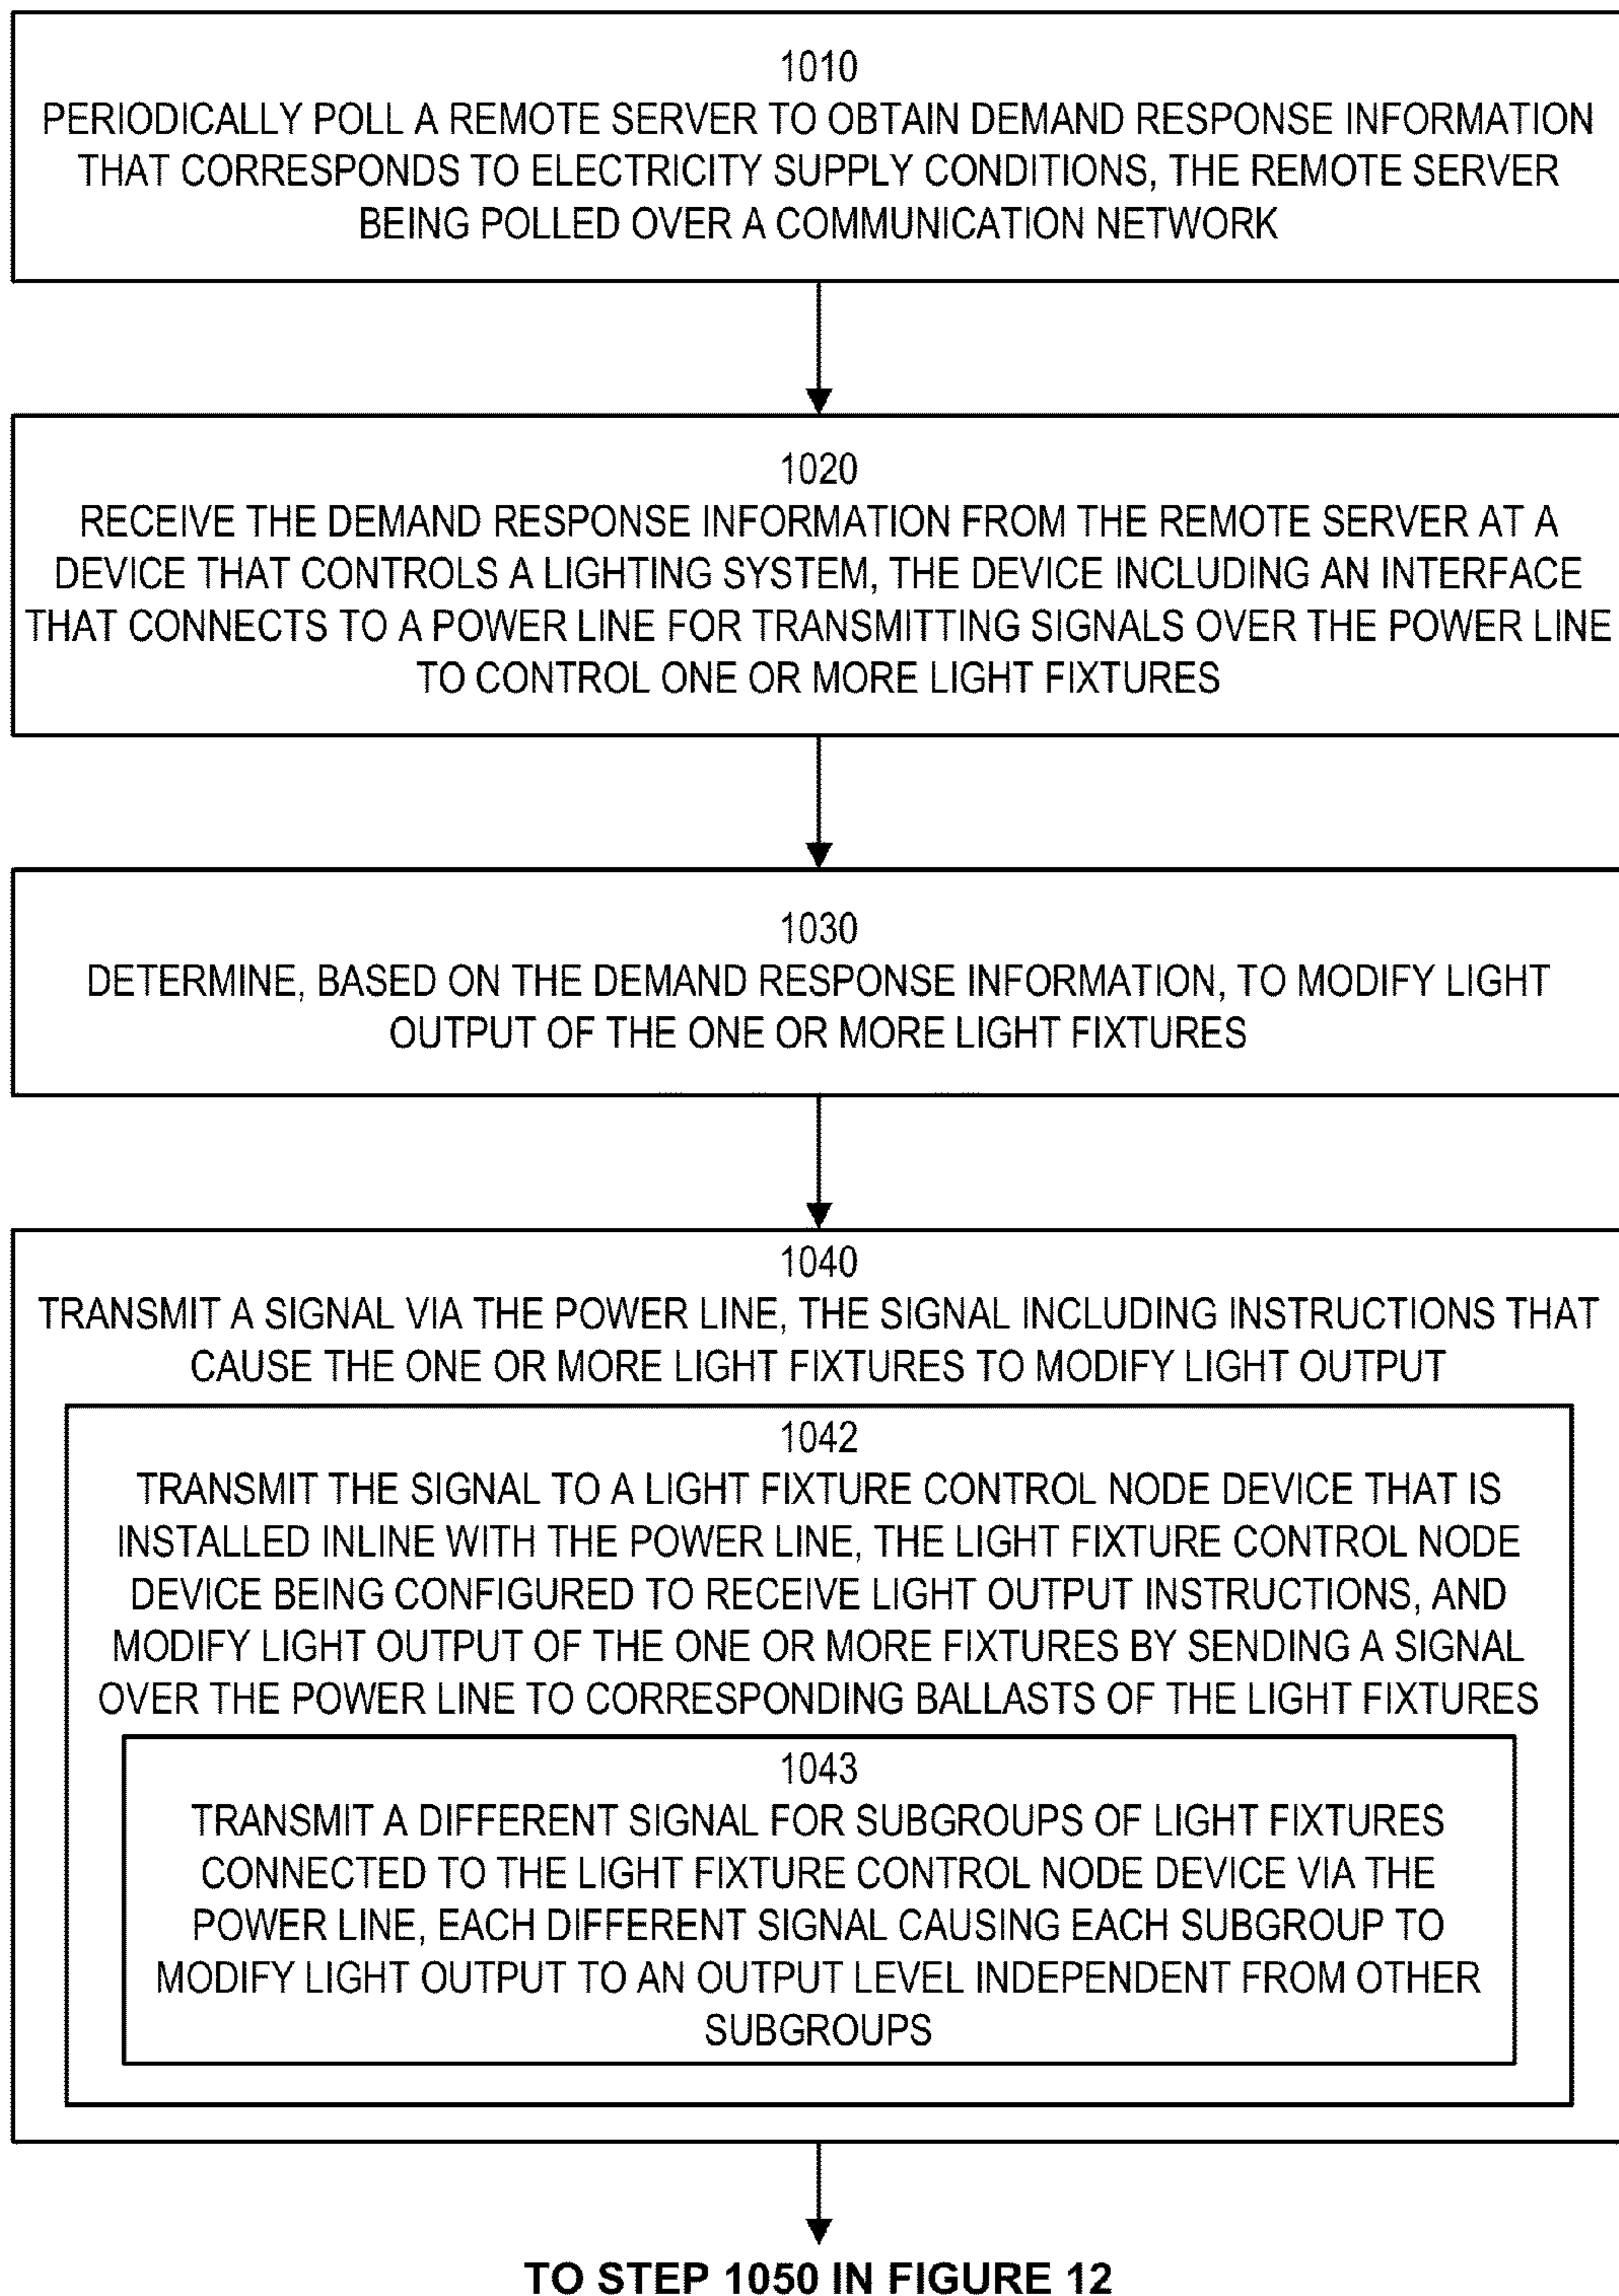 1010
PERIODICALLY POLL A REMOTE SERVER TO OBTAIN DEMAND RESPONSE INFORMATION
THAT CORRESPONDS TO ELECTRICITY SUPPLY CONDITIONS, THE REMOTE SERVER
BEING POLLED OVER A COMMUNICATION NETWORK
1020
RECEIVE THE DEMAND RESPONSE INFORMATION FROM THE REMOTE SERVER AT A
DEVICE THAT CONTROLS A LIGHTING SYSTEM, THE DEVICE INCLUDING AN INTERFACE
THAT CONNECTS TO A POWER LINE FOR TRANSMITTING SIGNALS OVER THE POWER LINE
TO CONTROL ONE OR MORE LIGHT FIXTURES
1030
DETERMINE, BASED ON THE DEMAND RESPONSE INFORMATION, TO MODIFY LIGHT
OUTPUT OF THE ONE OR MORE LIGHT FIXTURES
1040
TRANSMIT A SIGNAL VIA THE POWER LINE, THE SIGNAL INCLUDING INSTRUCTIONS THAT
CAUSE THE ONE OR MORE LIGHT FIXTURES TO MODIFY LIGHT OUTPUT
1042
TRANSMIT THE SIGNAL TO A LIGHT FIXTURE CONTROL NODE DEVICE THAT IS
INSTALLED INLINE WITH THE POWER LINE, THE LIGHT FIXTURE CONTROL NODE
DEVICE BEING CONFIGURED TO RECEIVE LIGHT OUTPUT INSTRUCTIONS, AND
MODIFY LIGHT OUTPUT OF THE ONE OR MORE FIXTURES BY SENDING A SIGNAL
OVER THE POWER LINE TO CORRESPONDING BALLASTS OF THE LIGHT FIXTURES
1043
TRANSMIT A DIFFERENT SIGNAL FOR SUBGROUPS OF LIGHT FIXTURES
CONNECTED TO THE LIGHT FIXTURE CONTROL NODE DEVICE VIA THE
POWER LINE, EACH DIFFERENT SIGNAL CAUSING EACH SUBGROUP TO
MODIFY LIGHT OUTPUT TO AN OUTPUT LEVEL INDEPENDENT FROM OTHER
SUBGROUPS
TO STEP 1050 IN FIGURE 12